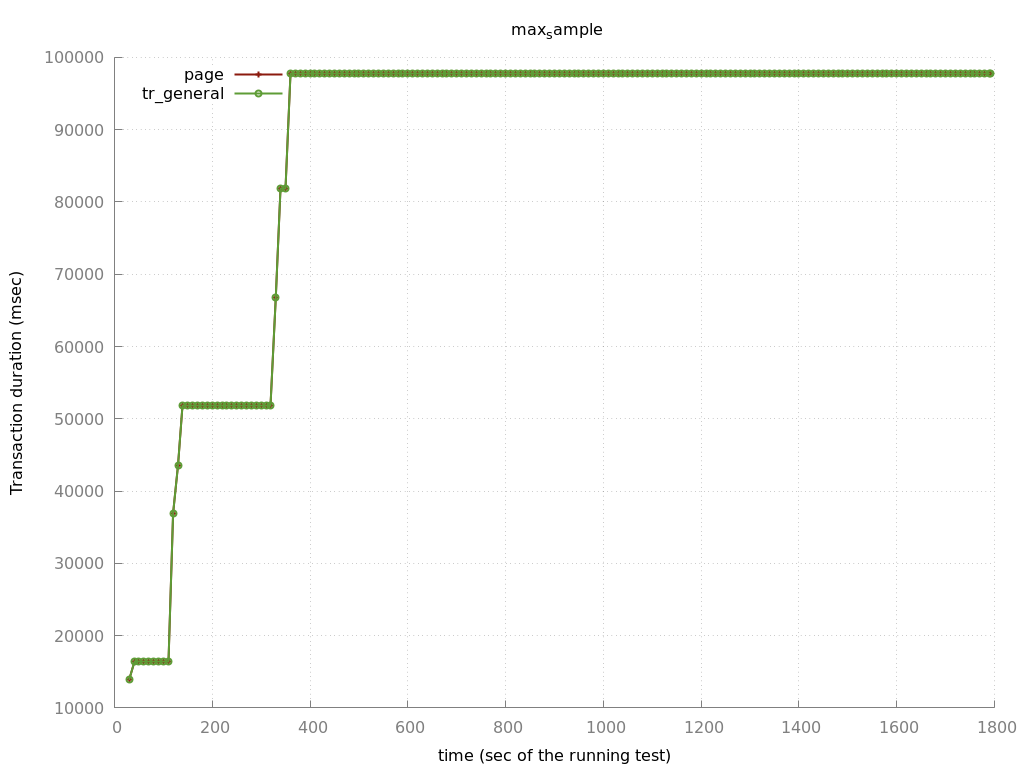 max_sample
100000
90000
80000
70000
60000
50000
40000
30000
20000
10000
page
tr_general
Transaction duration (msec)
0 200 400 600 800 1000 1200 1400 1600 1800
time (sec of the running test)